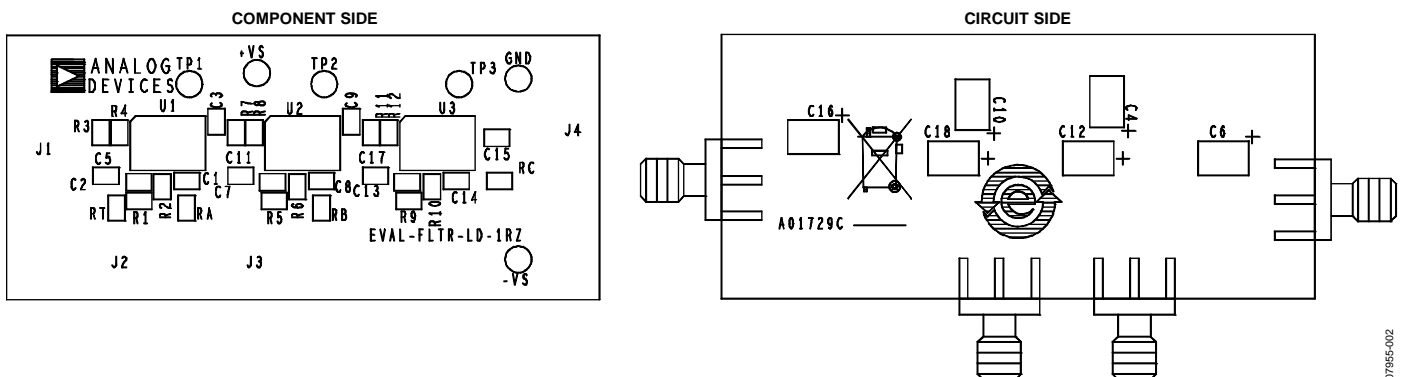 COMPONENT SIDE
CIRCUIT SIDE
ANALOG
DEVICES
TP1
+VS
TP2
TP3
GND
R3
R4
U1
C3
R7
R8
U2
C9
R11
R12
U3
J1
J4
C5
C2
C1
C11
C7
C8
C17
C13
C14
C15
RC
RT
R1
R2
RA
R5
R6
RB
R9
R10
EVAL-FLTR-LD-1RZ
J2
J3
-VS
C16
+
C10
+
C4
+
C18
+
C12
+
C6
+
A01729C
e
07955-002